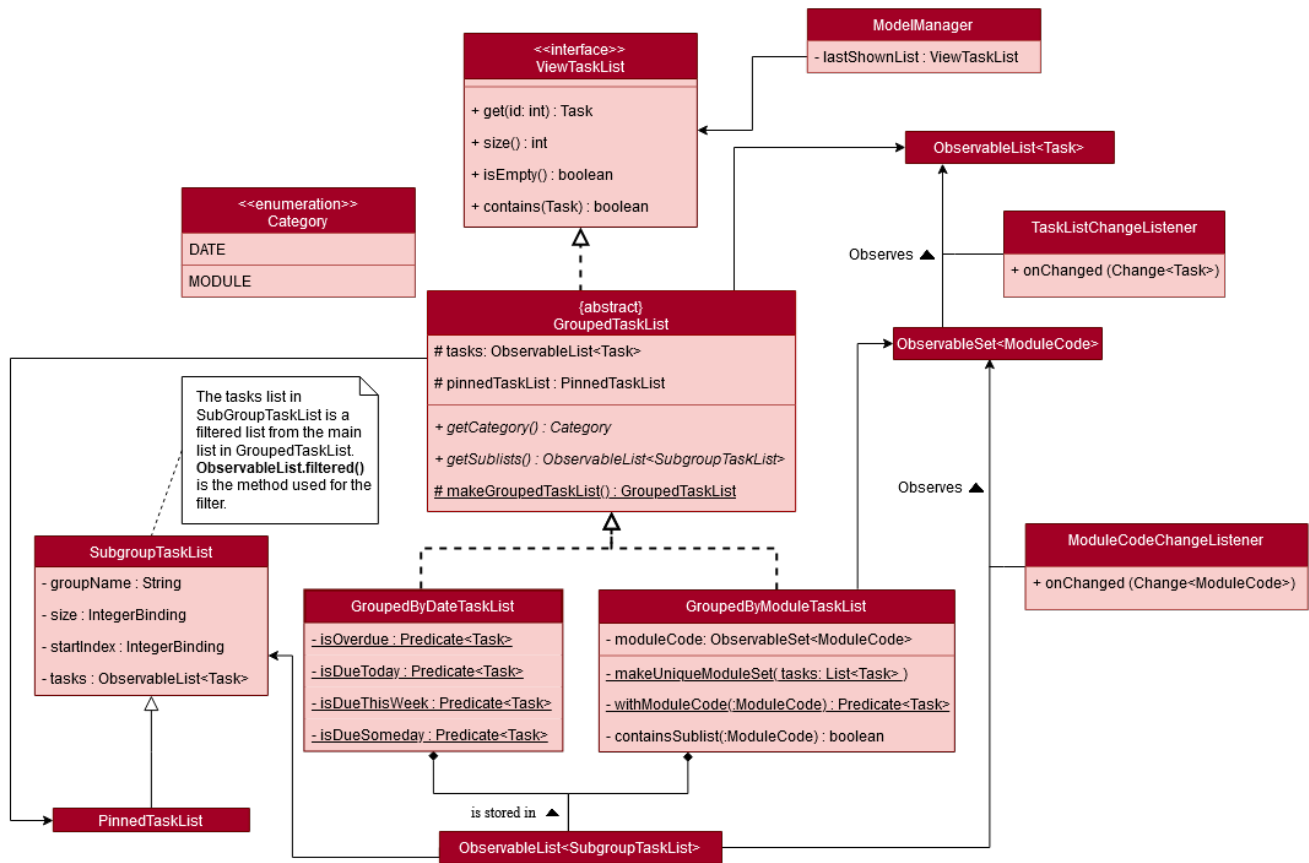 ModelManager
- lastShownList : ViewTaskList
<<interface>>
ViewTaskList
+ get(id: int) : Task
+ size() : int
+ isEmpty() : boolean
+ contains(Task) : boolean
ObservableList<Task>
<<enumeration>>
Category
DATE
MODULE
TaskListChangeListener
+ onChanged (Change<Task>)
Observes ▲
{abstract}
GroupedTaskList
# tasks: ObservableList<Task>
# pinnedTaskList : PinnedTaskList
+ getCategory() : Category
+ getSublists() : ObservableList<SubgroupTaskList>
# makeGroupedTaskList() : GroupedTaskList
ObservableSet<ModuleCode>
The tasks list in
SubGroupTaskList is a
filtered list from the main
list in GroupedTaskList.
ObservableList.filtered()
is the method used for the
filter.
Observes ▲
SubgroupTaskList
- groupName : String
- size : IntegerBinding
- startIndex : IntegerBinding
- tasks : ObservableList<Task>
ModuleCodeChangeListener
+ onChanged (Change<ModuleCode>)
GroupedByDateTaskList
- isOverdue : Predicate<Task>
- isDueToday : Predicate<Task>
- isDueThisWeek : Predicate<Task>
- isDueSomeday : Predicate<Task>
GroupedByModuleTaskList
- moduleCode: ObservableSet<ModuleCode>
- makeUniqueModuleSet( tasks: List<Task> )
- withModuleCode(:ModuleCode) : Predicate<Task>
- containsSublist(:ModuleCode) : boolean
PinnedTaskList
is stored in ▲
ObservableList<SubgroupTaskList>